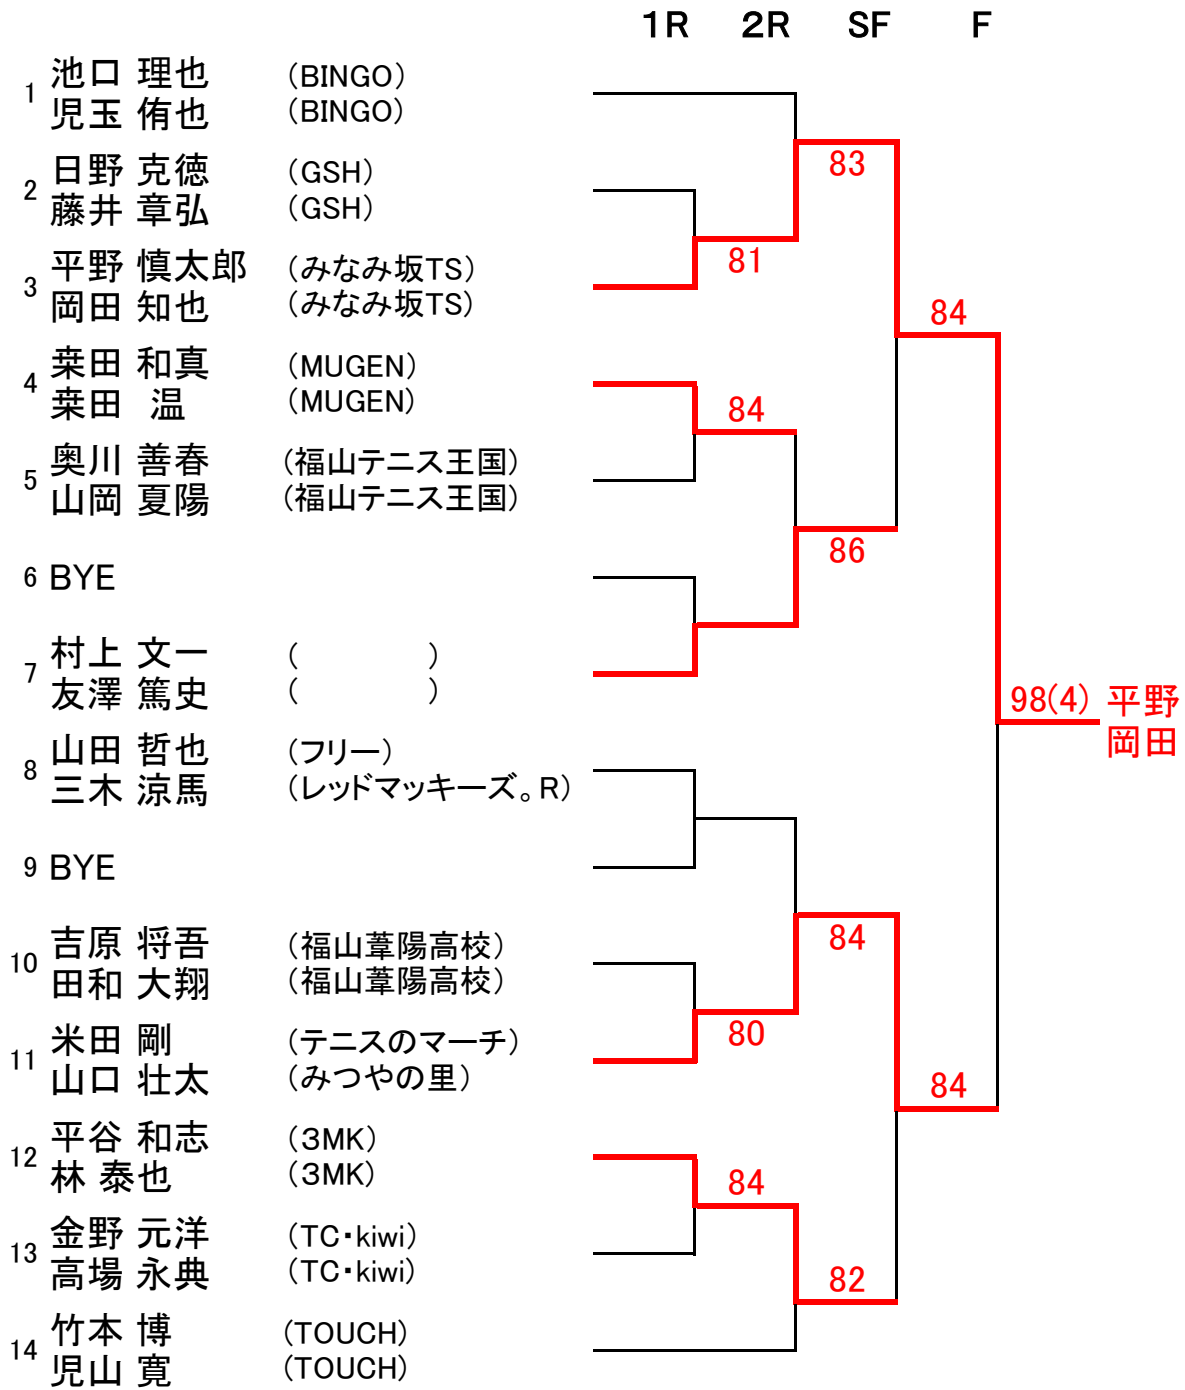 1R 2R SF F
1 池口 理也 (BINGO)
児玉 侑也 (BINGO)
83
2 日野 克徳 (GSH)
藤井 章弘 (GSH)
81
3 平野 慎太郎 (みなみ坂TS)
岡田 知也 (みなみ坂TS)
84
4 桒田 和真 (MUGEN)
桒田 温 (MUGEN)
84
5 奥川 善春 (福山テニス王国)
山岡 夏陽 (福山テニス王国)
86
6 BYE
7 村上 文一 ( )
友澤 篤史 ( )
98(4) 平野
岡田
8 山田 哲也 (フリー)
三木 涼馬 (レッドマッキーズ。R)
9 BYE
84
10 吉原 将吾 (福山葦陽高校)
田和 大翔 (福山葦陽高校)
80
11 米田 剛 (テニスのマーチ)
山口 壮太 (みつやの里)
84
12 平谷 和志 (3MK)
林 泰也 (3MK)
84
13 金野 元洋 (TC・kiwi)
高場 永典 (TC・kiwi)
82
14 竹本 博 (TOUCH)
児山 寛 (TOUCH)